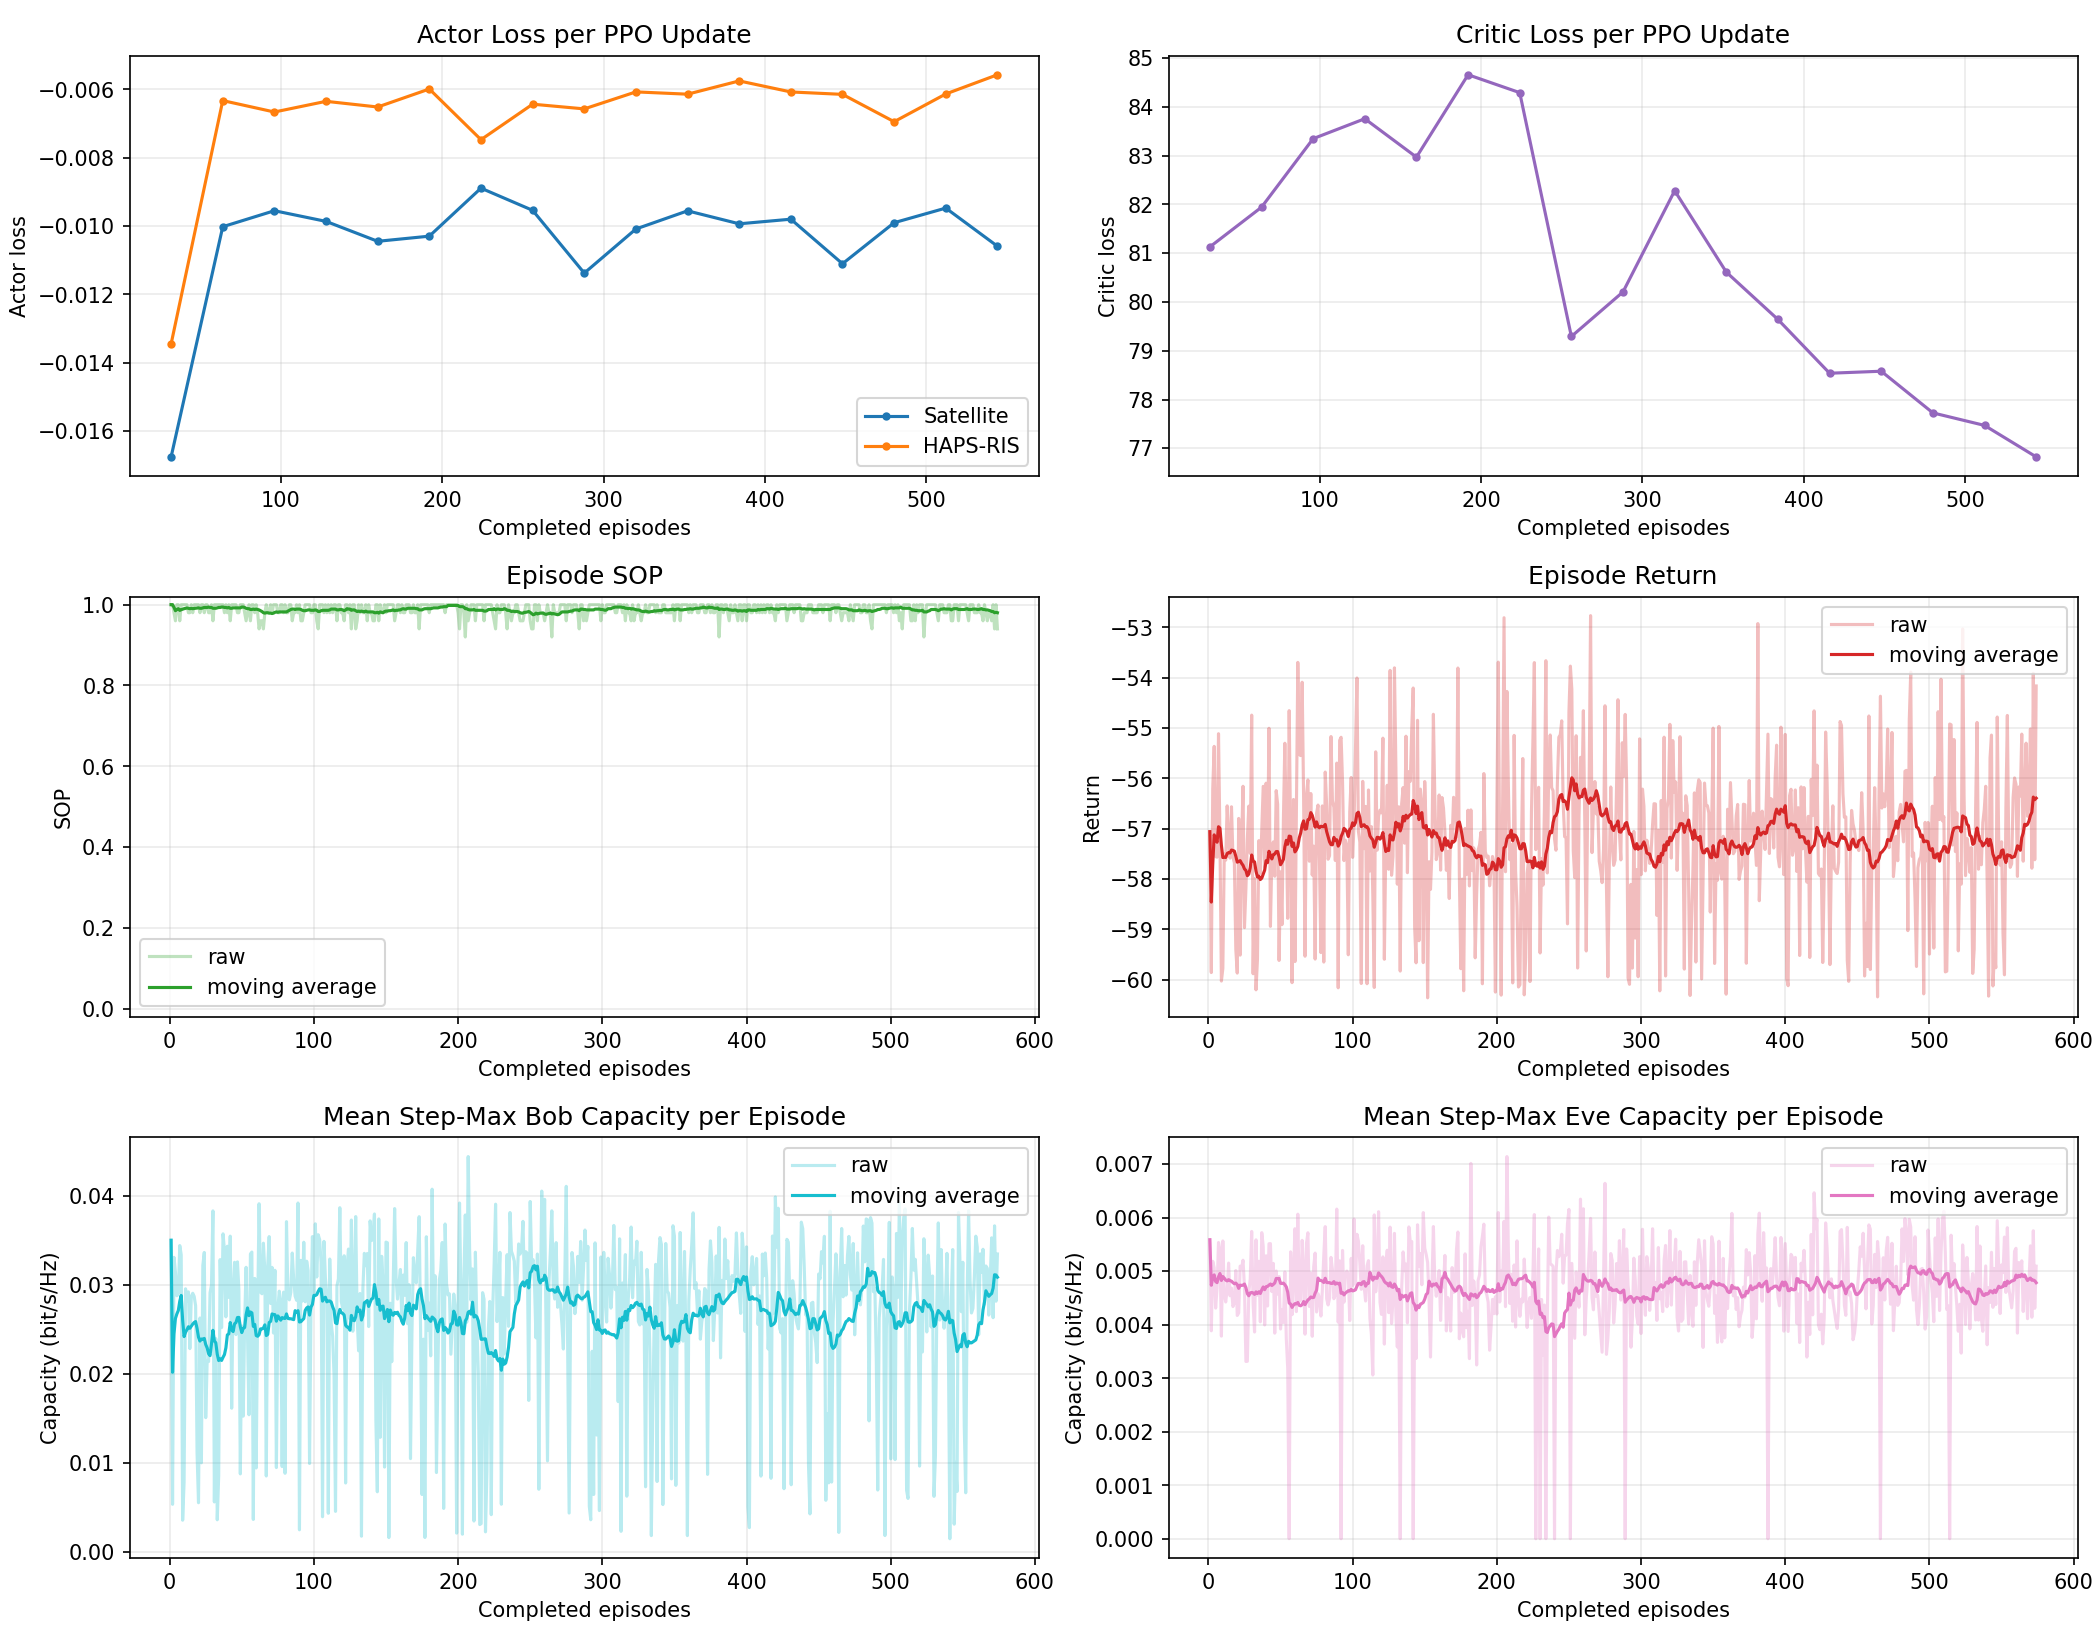 Actor Loss per PPO Update
Actor loss
−0.006
−0.008
−0.010
−0.012
−0.014
−0.016
100
200
300
400
500
Completed episodes
Satellite
HAPS-RIS
Critic Loss per PPO Update
Critic loss
85
84
83
82
81
80
79
78
77
100
200
300
400
500
Completed episodes
Episode SOP
SOP
1.0
0.8
0.6
0.4
0.2
0.0
0
100
200
300
400
500
600
Completed episodes
raw
moving average
Episode Return
Return
−53
−54
−55
−56
−57
−58
−59
−60
0
100
200
300
400
500
600
Completed episodes
raw
moving average
Mean Step-Max Bob Capacity per Episode
Capacity (bit/s/Hz)
0.04
0.03
0.02
0.01
0.00
0
100
200
300
400
500
600
Completed episodes
raw
moving average
Mean Step-Max Eve Capacity per Episode
Capacity (bit/s/Hz)
0.007
0.006
0.005
0.004
0.003
0.002
0.001
0.000
0
100
200
300
400
500
600
Completed episodes
raw
moving average